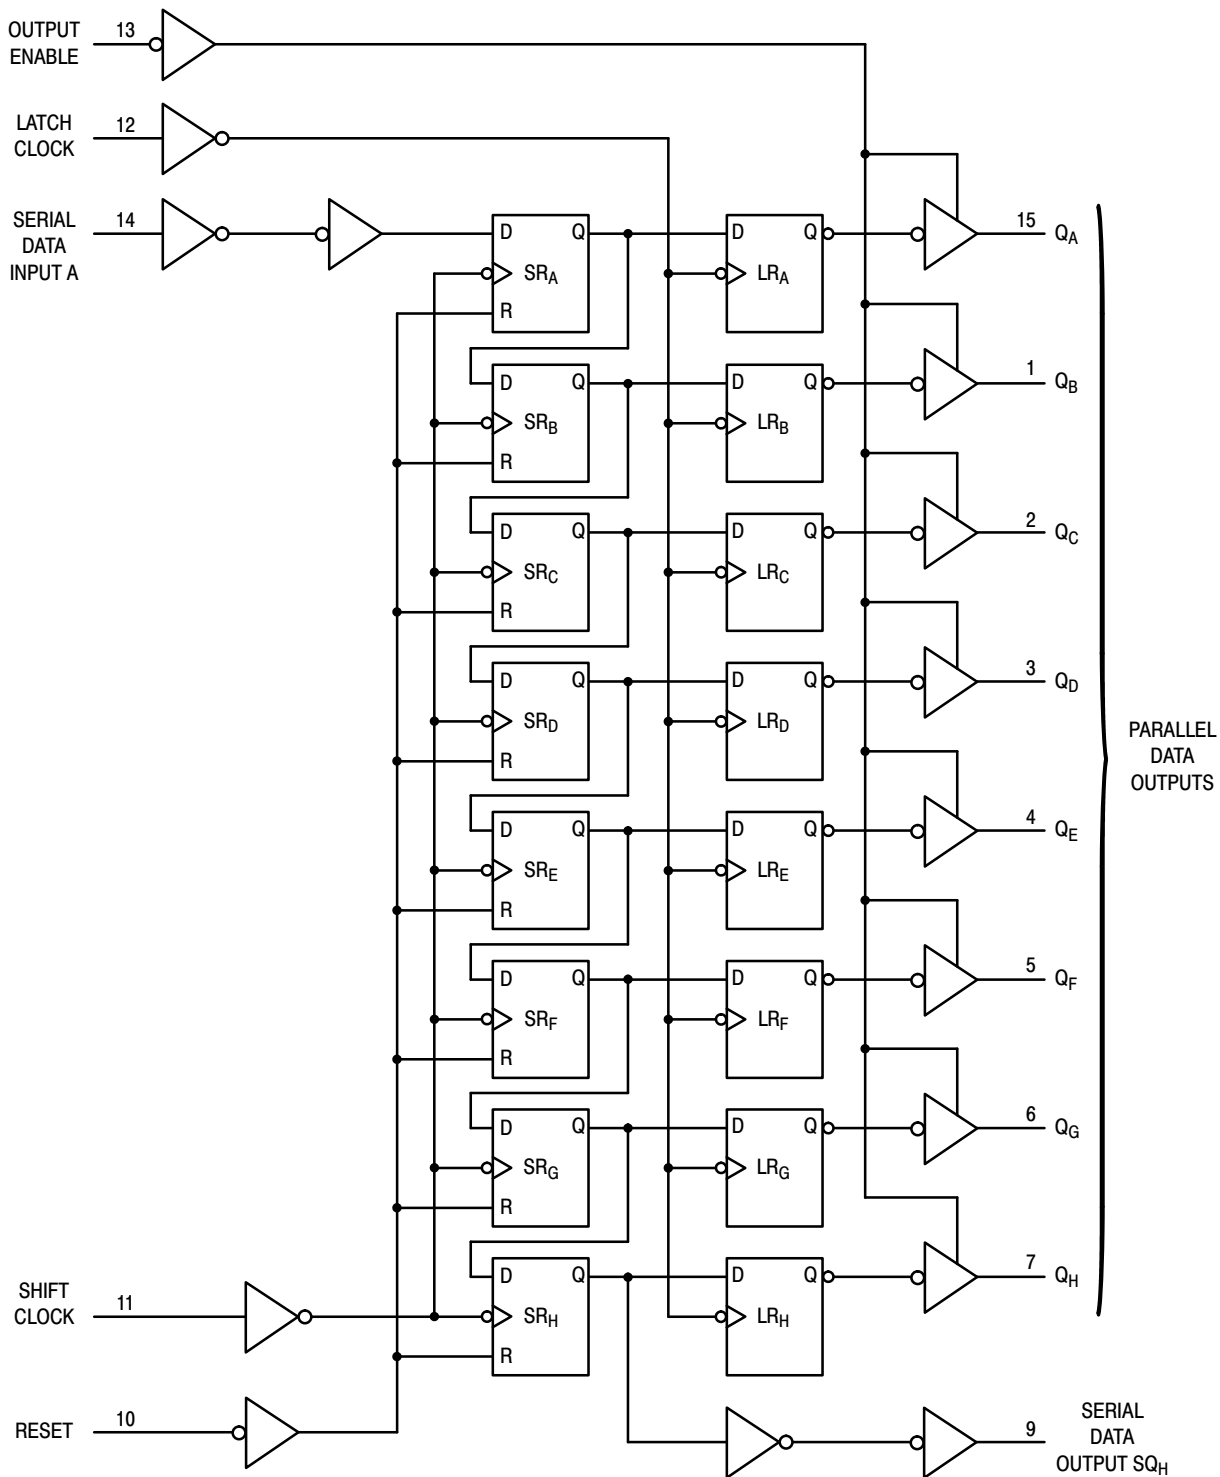 OUTPUT
ENABLE
13
LATCH
CLOCK
12
SERIAL
DATA
INPUT A
14
D Q
SRA
R
D Q
LRA
15
QA
D Q
SRB
R
D Q
LRB
1
QB
D Q
SRC
R
D Q
LRC
2
QC
D Q
SRD
R
D Q
LRD
3
QD
D Q
SRE
R
D Q
LRE
4
QE
D Q
SRF
R
D Q
LRF
5
QF
D Q
SRG
R
D Q
LRG
6
QG
D Q
SRH
R
D Q
LRH
7
QH
PARALLEL
DATA
OUTPUTS
SHIFT
CLOCK
11
RESET
10
9
SERIAL
DATA
OUTPUT SQH